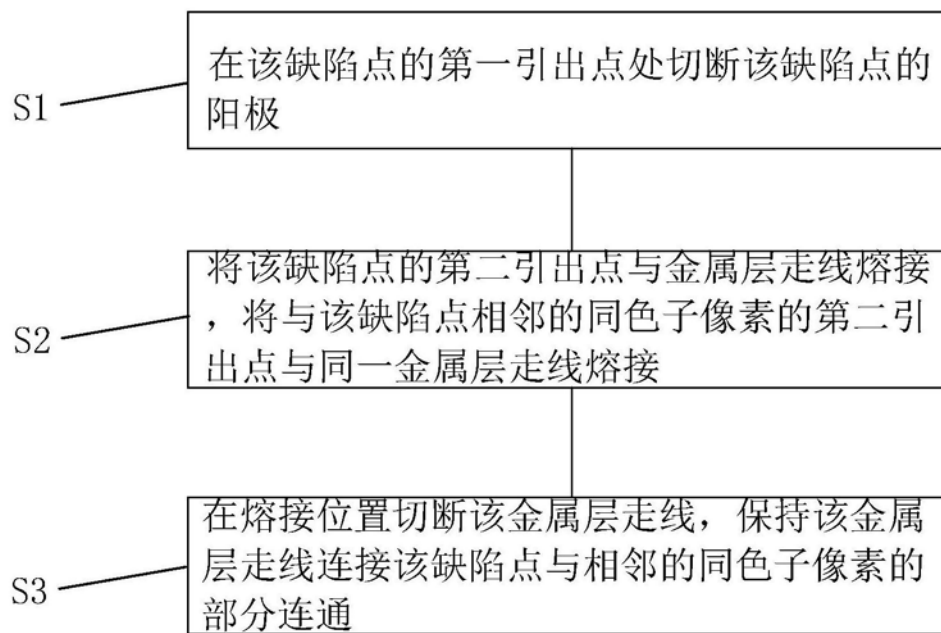 S1
在该缺陷点的第一引出点处切断该缺陷点的
阳极
S2
将该缺陷点的第二引出点与金属层走线熔接
，将与该缺陷点相邻的同色子像素的第二引
出点与同一金属层走线熔接
S3
在熔接位置切断该金属层走线，保持该金属
层走线连接该缺陷点与相邻的同色子像素的
部分连通